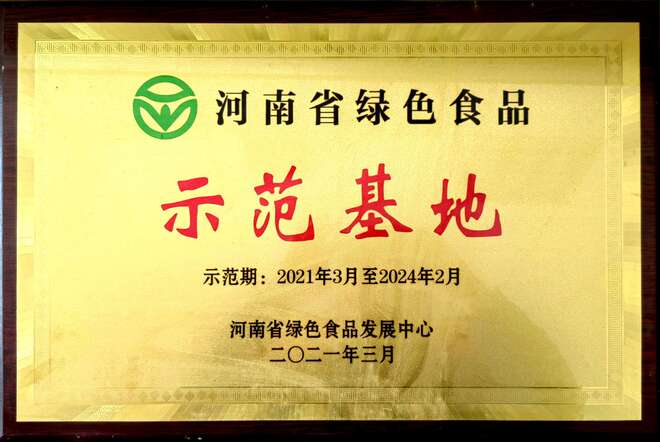 河南省绿色食品
示范基地
示范期：2021年3月至2024年2月
河南省绿色食品发展中心
二〇二一年三月